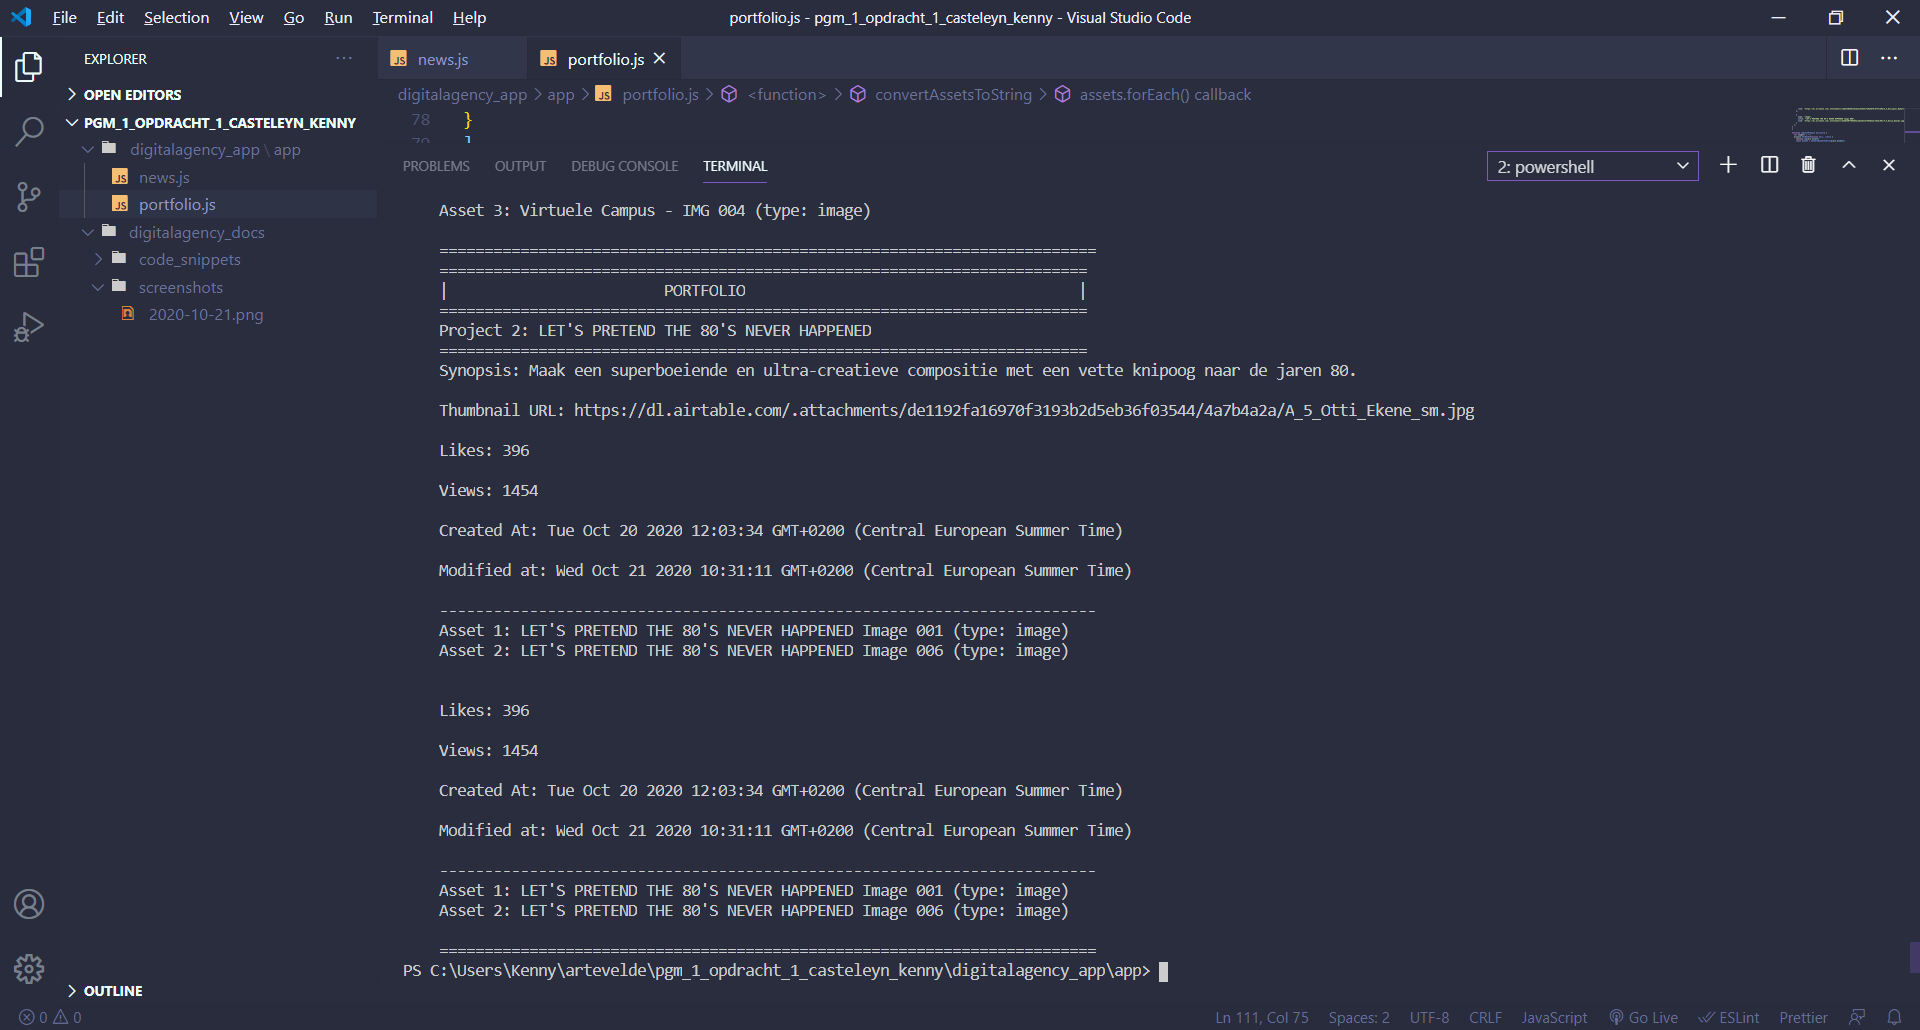 File Edit Selection View Go Run Terminal Help
portfolio.js - pgm_1_opdracht_1_casteleyn_kenny - Visual Studio Code
EXPLORER
OPEN EDITORS
PGM_1_OPDRACHT_1_CASTELEYN_KENNY
digitalagency_app \ app
JS news.js
JS portfolio.js
digitalagency_docs
code_snippets
screenshots
2020-10-21.png
OUTLINE
JS news.js
JS portfolio.js
digitalagency_app > app > JS portfolio.js > <function> > convertAssetsToString > assets.forEach() callback
78 }
PROBLEMS OUTPUT DEBUG CONSOLE TERMINAL
2: powershell
Asset 3: Virtuele Campus - IMG 004 (type: image)
=========================================================================
========================================================================
| PORTFOLIO |
========================================================================
Project 2: LET'S PRETEND THE 80'S NEVER HAPPENED
========================================================================
Synopsis: Maak een superboeiende en ultra-creatieve compositie met een vette knipoog naar de jaren 80.
Thumbnail URL: https://dl.airtable.com/.attachments/de1192fa16970f3193b2d5eb36f03544/4a7b4a2a/A_5_Otti_Ekene_sm.jpg
Likes: 396
Views: 1454
Created At: Tue Oct 20 2020 12:03:34 GMT+0200 (Central European Summer Time)
Modified at: Wed Oct 21 2020 10:31:11 GMT+0200 (Central European Summer Time)
-------------------------------------------------------------------------
Asset 1: LET'S PRETEND THE 80'S NEVER HAPPENED Image 001 (type: image)
Asset 2: LET'S PRETEND THE 80'S NEVER HAPPENED Image 006 (type: image)
Likes: 396
Views: 1454
Created At: Tue Oct 20 2020 12:03:34 GMT+0200 (Central European Summer Time)
Modified at: Wed Oct 21 2020 10:31:11 GMT+0200 (Central European Summer Time)
-------------------------------------------------------------------------
Asset 1: LET'S PRETEND THE 80'S NEVER HAPPENED Image 001 (type: image)
Asset 2: LET'S PRETEND THE 80'S NEVER HAPPENED Image 006 (type: image)
=========================================================================
PS C:\Users\Kenny\artevelde\pgm_1_opdracht_1_casteleyn_kenny\digitalagency_app\app>
0 0
Ln 111, Col 75 Spaces: 2 UTF-8 CRLF JavaScript Go Live ESLint Prettier